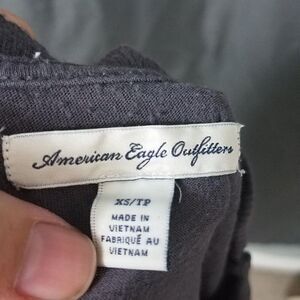 American Eagle Outfitters
XS/TP
MADE IN
VIETNAM
FABRIQUÉ AU
VIETNAM